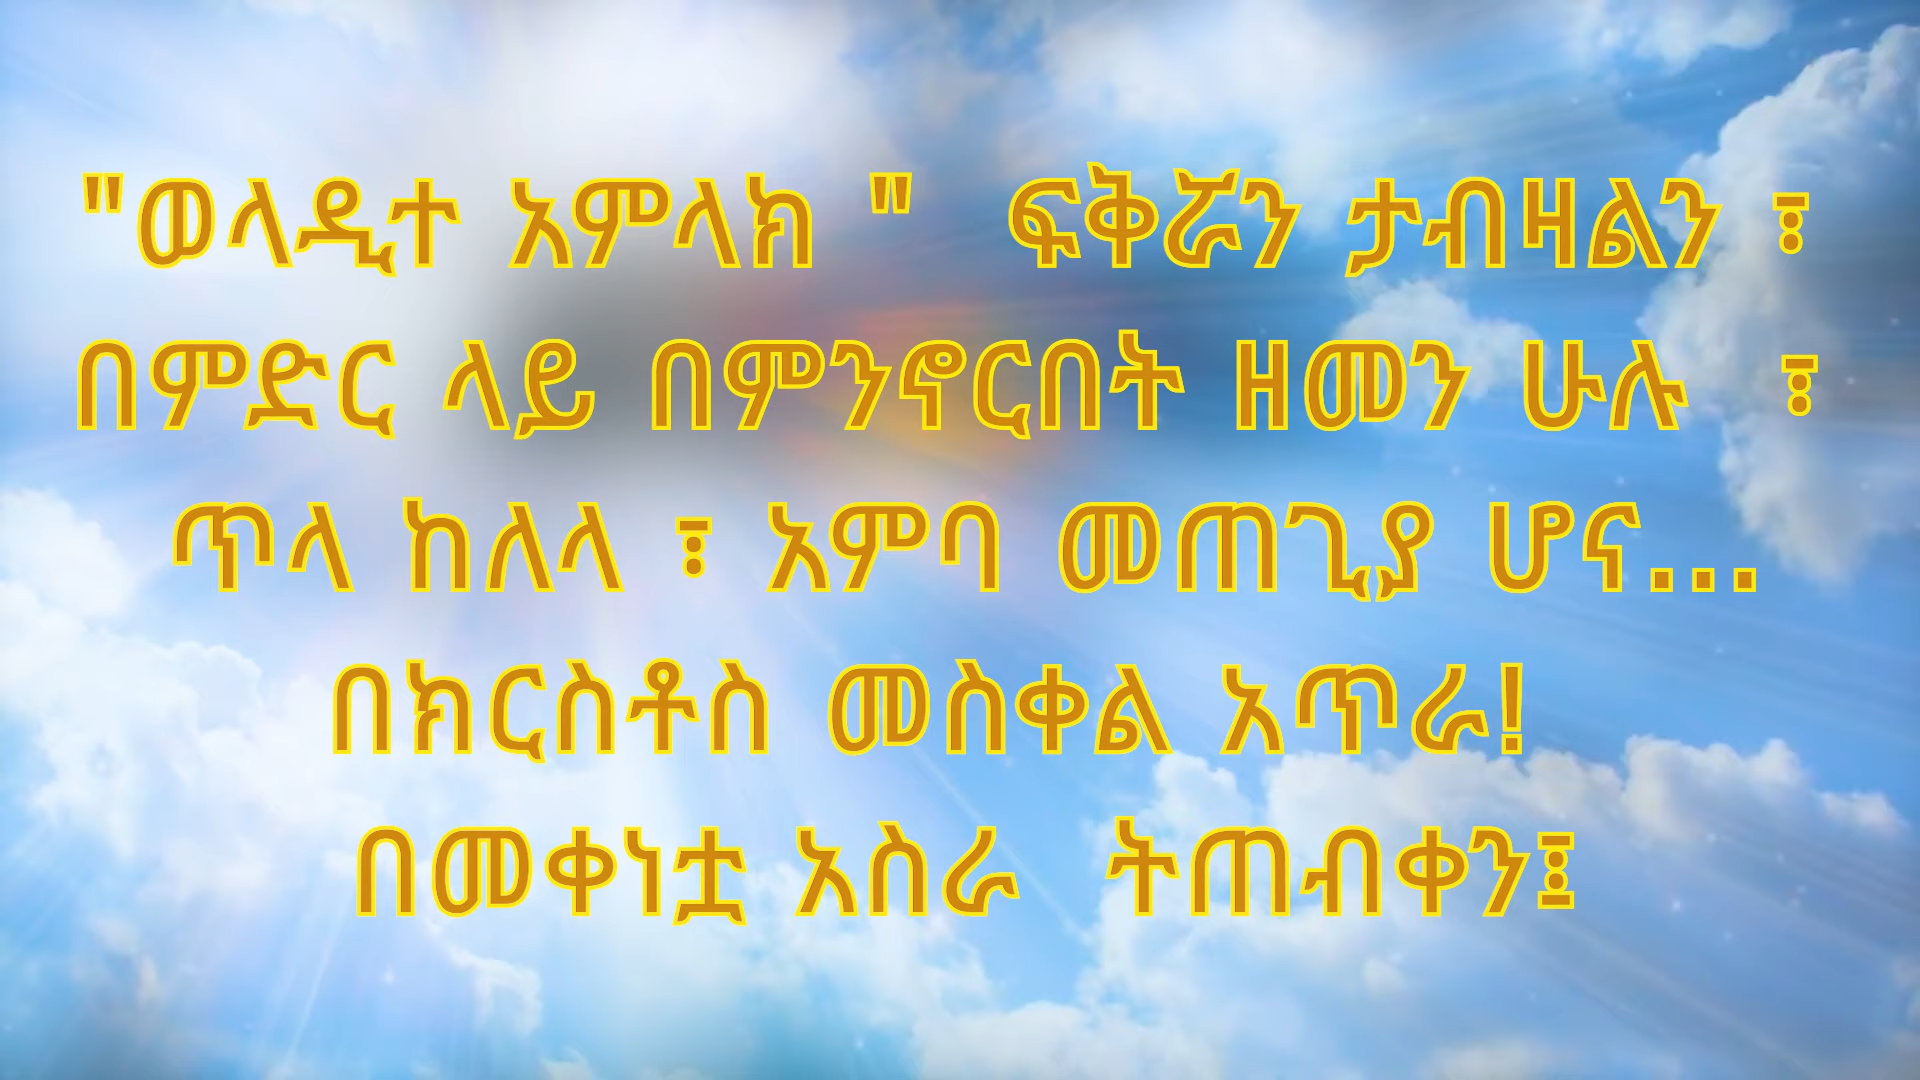 "ወላዲተ አምላክ " ፍቅሯን ታብዛልን ፥
በምድር ላይ በምንኖርበት ዘመን ሁሉ ፥
ጥላ ከለላ ፥ አምባ መጠጊያ ሆና...
በክርስቶስ መስቀል አጥራ!
በመቀነቷ አስራ ትጠብቀን፤